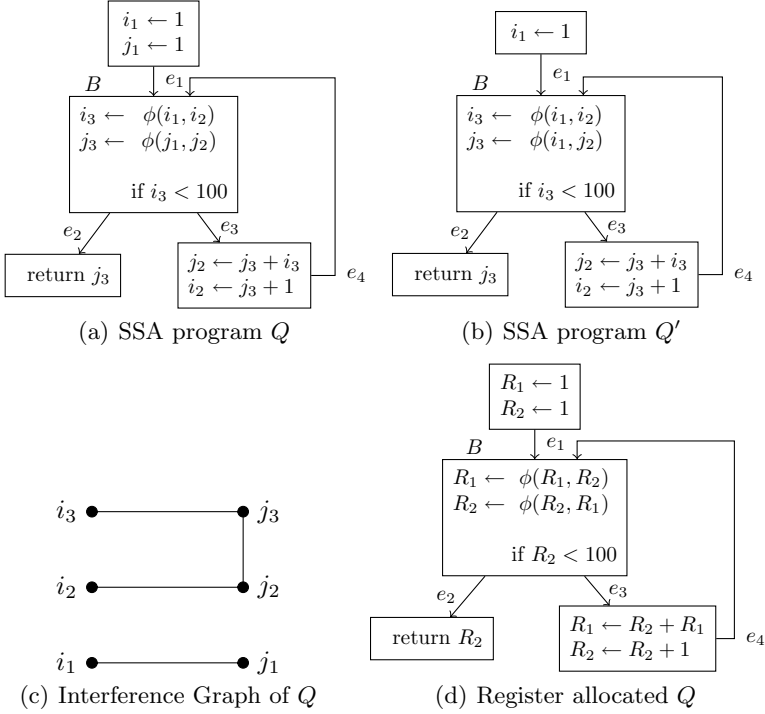 i₁ ← 1
j₁ ← 1
e₁
B
i₃ ← ϕ(i₁, i₂)
j₃ ← ϕ(j₁, j₂)
if i₃ < 100
e₂
e₃
return j₃
j₂ ← j₃ + i₃
i₂ ← j₃ + 1
e₄
(a) SSA program Q
i₁ ← 1
e₁
B
i₃ ← ϕ(i₁, i₂)
j₃ ← ϕ(i₁, j₂)
if i₃ < 100
e₂
e₃
return j₃
j₂ ← j₃ + i₃
i₂ ← j₃ + 1
e₄
(b) SSA program Q′
i₃ j₃
i₂ j₂
i₁ j₁
(c) Interference Graph of Q
R₁ ← 1
R₂ ← 1
e₁
B
R₁ ← ϕ(R₁, R₂)
R₂ ← ϕ(R₂, R₁)
if R₂ < 100
e₂
e₃
return R₂
R₁ ← R₂ + R₁
R₂ ← R₂ + 1
e₄
(d) Register allocated Q